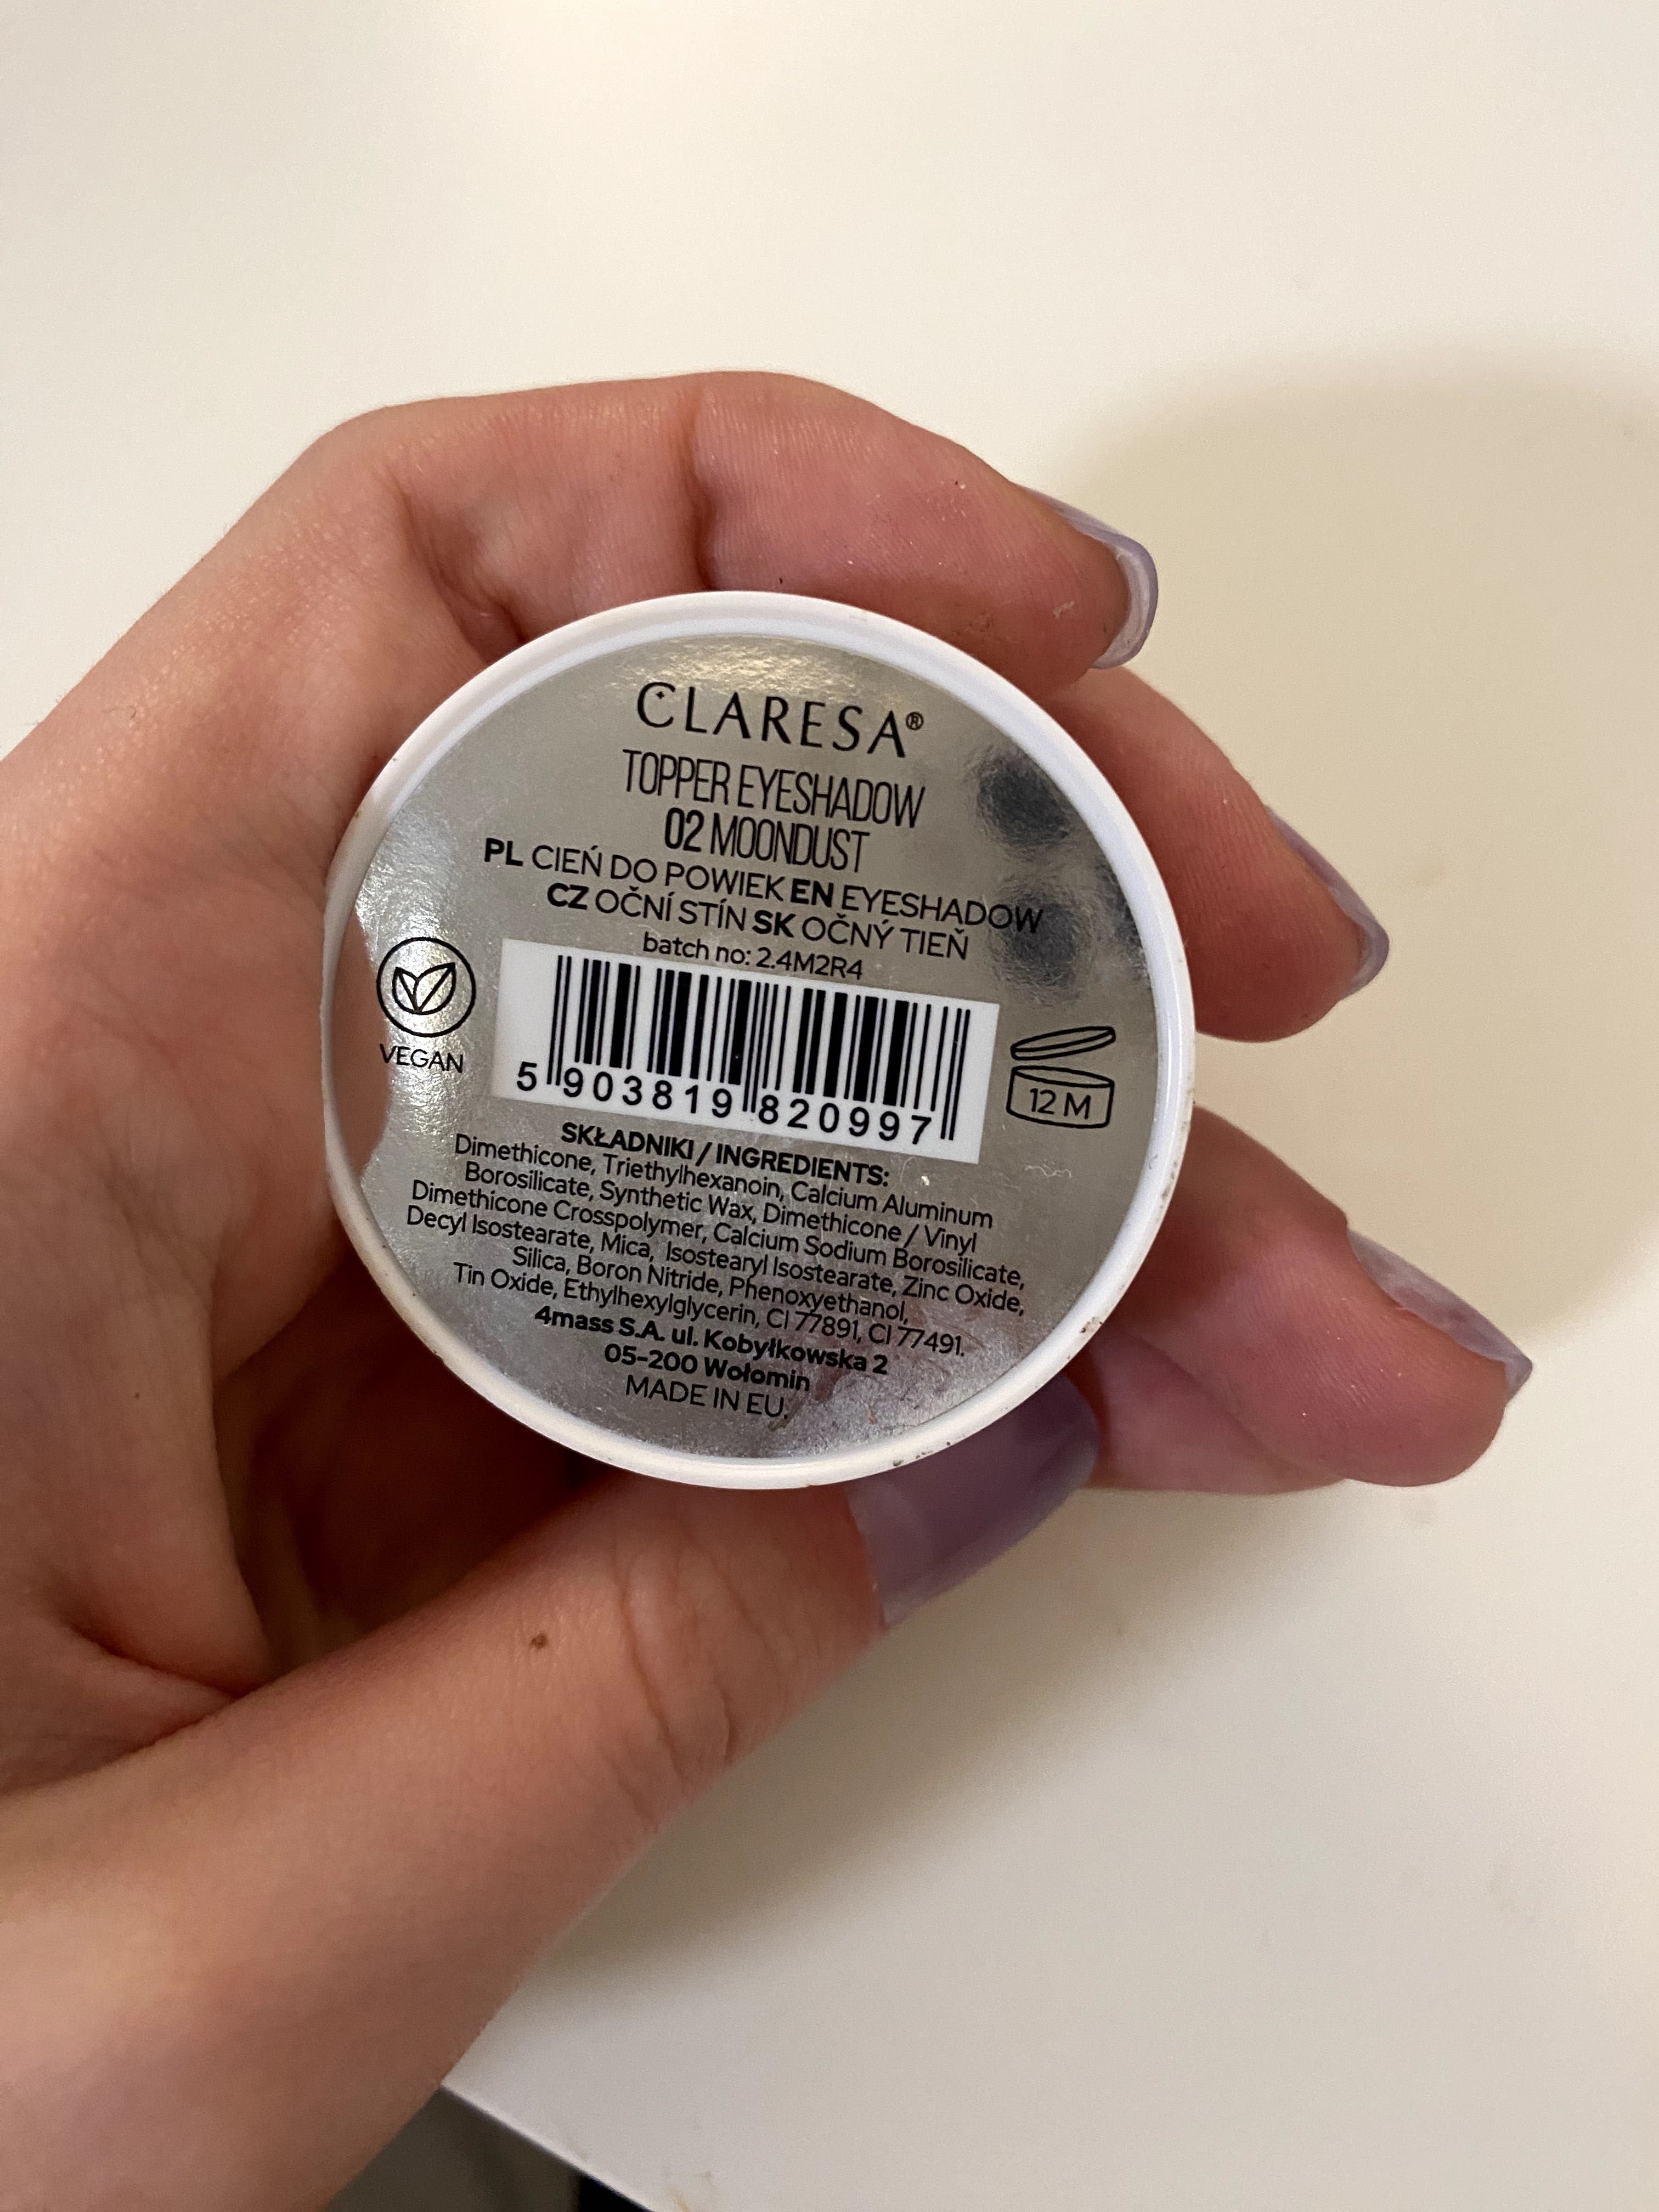 CLARESA®
TOPPER EYESHADOW
02 MOONDUST
PL CIEŃ DO POWIEK EN EYESHADOW
CZ OČNÍ STÍN SK OČNÝ TIEŇ
batch no: 2.4M2R4
VEGAN
5 903819 820997
12 M
SKŁADNIKI / INGREDIENTS:
Dimethicone, Triethylhexanoin, Calcium Aluminum
Borosilicate, Synthetic Wax, Dimethicone / Vinyl
Dimethicone Crosspolymer, Calcium Sodium Borosilicate,
Decyl Isostearate, Mica, Isostearyl Isostearate, Zinc Oxide,
Silica, Boron Nitride, Phenoxyethanol,
Tin Oxide, Ethylhexylglycerin, CI 77891, CI 77491.
4mass S.A. ul. Kobyłkowska 2
05-200 Wołomin
MADE IN EU.